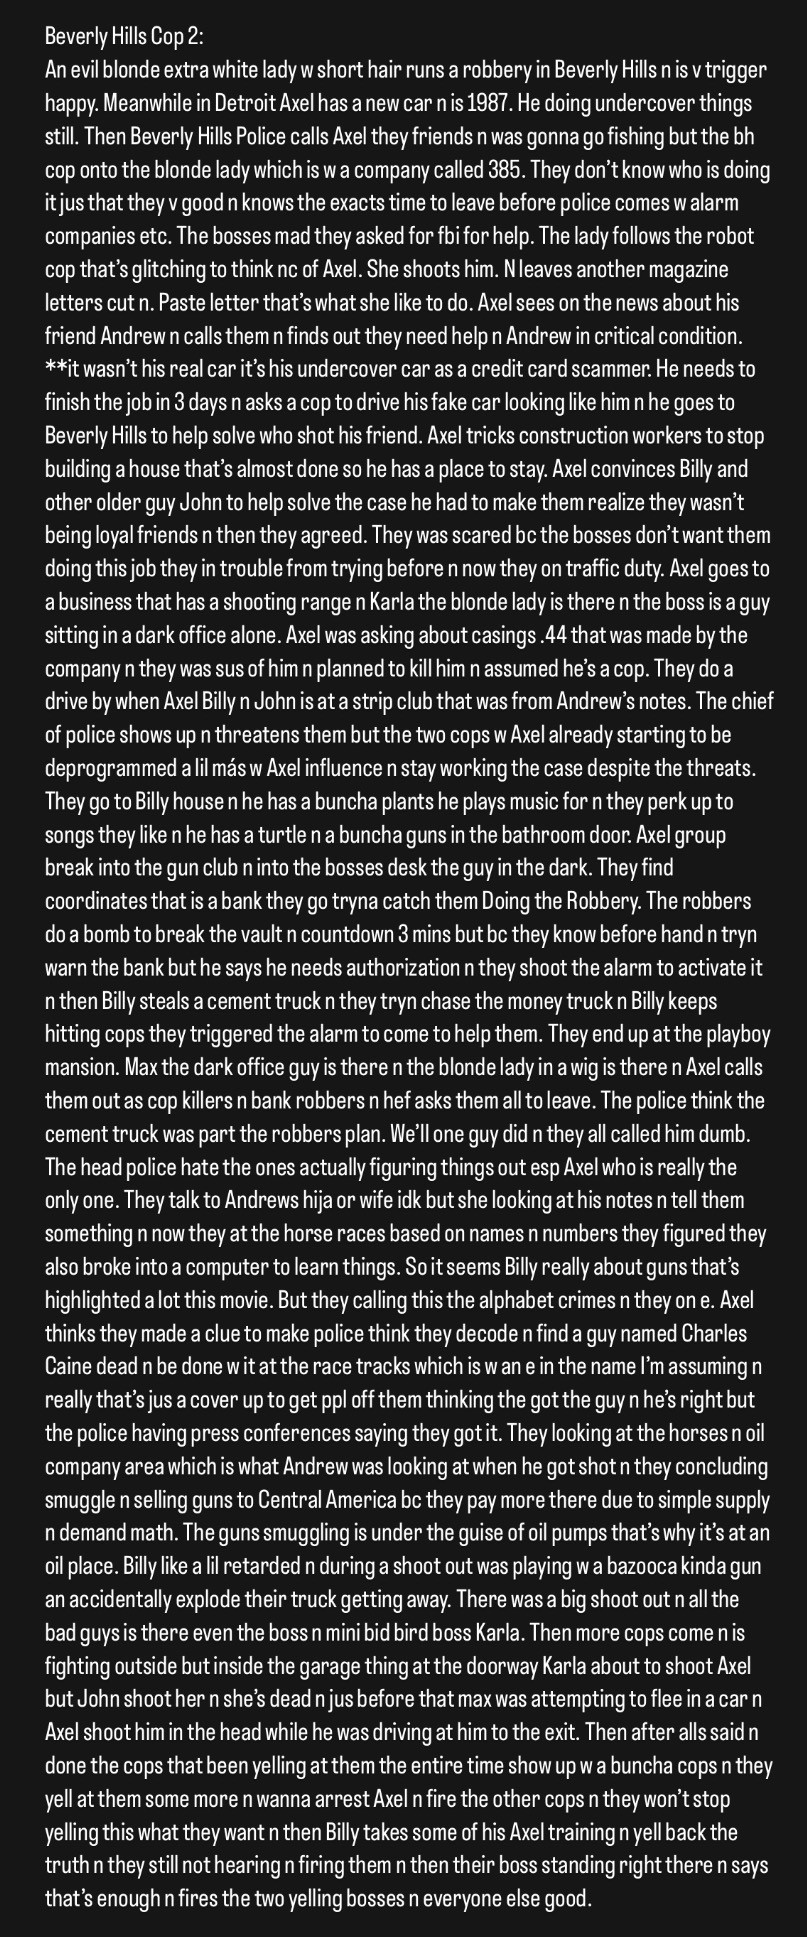 Beverly Hills Cop 2:
An evil blonde extra white lady w short hair runs a robbery in Beverly Hills n is v trigger
happy. Meanwhile in Detroit Axel has a new car n is 1987. He doing undercover things
still. Then Beverly Hills Police calls Axel they friends n was gonna go fishing but the bh
cop onto the blonde lady which is w a company called 385. They don’t know who is doing
it jus that they v good n knows the exacts time to leave before police comes w alarm
companies etc. The bosses mad they asked for fbi for help. The lady follows the robot
cop that’s glitching to think nc of Axel. She shoots him. N leaves another magazine
letters cut n. Paste letter that’s what she like to do. Axel sees on the news about his
friend Andrew n calls them n finds out they need help n Andrew in critical condition.
**it wasn’t his real car it’s his undercover car as a credit card scammer. He needs to
finish the job in 3 days n asks a cop to drive his fake car looking like him n he goes to
Beverly Hills to help solve who shot his friend. Axel tricks construction workers to stop
building a house that’s almost done so he has a place to stay. Axel convinces Billy and
other older guy John to help solve the case he had to make them realize they wasn’t
being loyal friends n then they agreed. They was scared bc the bosses don’t want them
doing this job they in trouble from trying before n now they on traffic duty. Axel goes to
a business that has a shooting range n Karla the blonde lady is there n the boss is a guy
sitting in a dark office alone. Axel was asking about casings .44 that was made by the
company n they was sus of him n planned to kill him n assumed he’s a cop. They do a
drive by when Axel Billy n John is at a strip club that was from Andrew’s notes. The chief
of police shows up n threatens them but the two cops w Axel already starting to be
deprogrammed a lil más w Axel influence n stay working the case despite the threats.
They go to Billy house n he has a buncha plants he plays music for n they perk up to
songs they like n he has a turtle n a buncha guns in the bathroom door. Axel group
break into the gun club n into the bosses desk the guy in the dark. They find
coordinates that is a bank they go tryna catch them Doing the Robbery. The robbers
do a bomb to break the vault n countdown 3 mins but bc they know before hand n tryn
warn the bank but he says he needs authorization n they shoot the alarm to activate it
n then Billy steals a cement truck n they tryn chase the money truck n Billy keeps
hitting cops they triggered the alarm to come to help them. They end up at the playboy
mansion. Max the dark office guy is there n the blonde lady in a wig is there n Axel calls
them out as cop killers n bank robbers n hef asks them all to leave. The police think the
cement truck was part the robbers plan. We’ll one guy did n they all called him dumb.
The head police hate the ones actually figuring things out esp Axel who is really the
only one. They talk to Andrews hija or wife idk but she looking at his notes n tell them
something n now they at the horse races based on names n numbers they figured they
also broke into a computer to learn things. So it seems Billy really about guns that’s
highlighted a lot this movie. But they calling this the alphabet crimes n they on e. Axel
thinks they made a clue to make police think they decode n find a guy named Charles
Caine dead n be done w it at the race tracks which is w an e in the name I’m assuming n
really that’s jus a cover up to get ppl off them thinking the got the guy n he’s right but
the police having press conferences saying they got it. They looking at the horses n oil
company area which is what Andrew was looking at when he got shot n they concluding
smuggle n selling guns to Central America bc they pay more there due to simple supply
n demand math. The guns smuggling is under the guise of oil pumps that’s why it’s at an
oil place. Billy like a lil retarded n during a shoot out was playing w a bazooca kinda gun
an accidentally explode their truck getting away. There was a big shoot out n all the
bad guys is there even the boss n mini bid bird boss Karla. Then more cops come n is
fighting outside but inside the garage thing at the doorway Karla about to shoot Axel
but John shoot her n she’s dead n jus before that max was attempting to flee in a car n
Axel shoot him in the head while he was driving at him to the exit. Then after alls said n
done the cops that been yelling at them the entire time show up w a buncha cops n they
yell at them some more n wanna arrest Axel n fire the other cops n they won’t stop
yelling this what they want n then Billy takes some of his Axel training n yell back the
truth n they still not hearing n firing them n then their boss standing right there n says
that’s enough n fires the two yelling bosses n everyone else good.